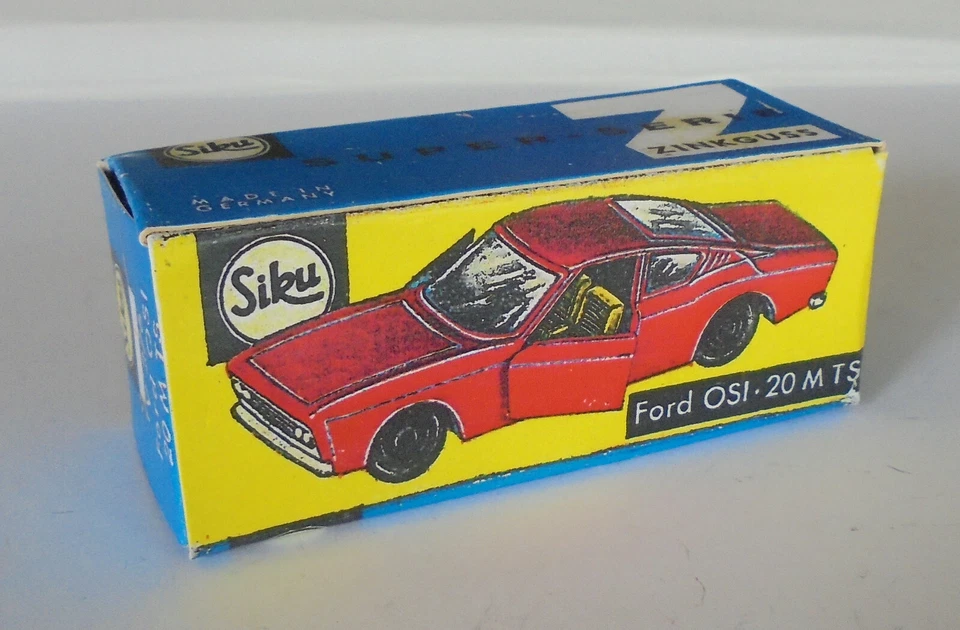 Siku
SUPER-SERIE
Z
ZINKGUSS
MADE IN
GERMANY
Siku
Ford OSI·20 M TS